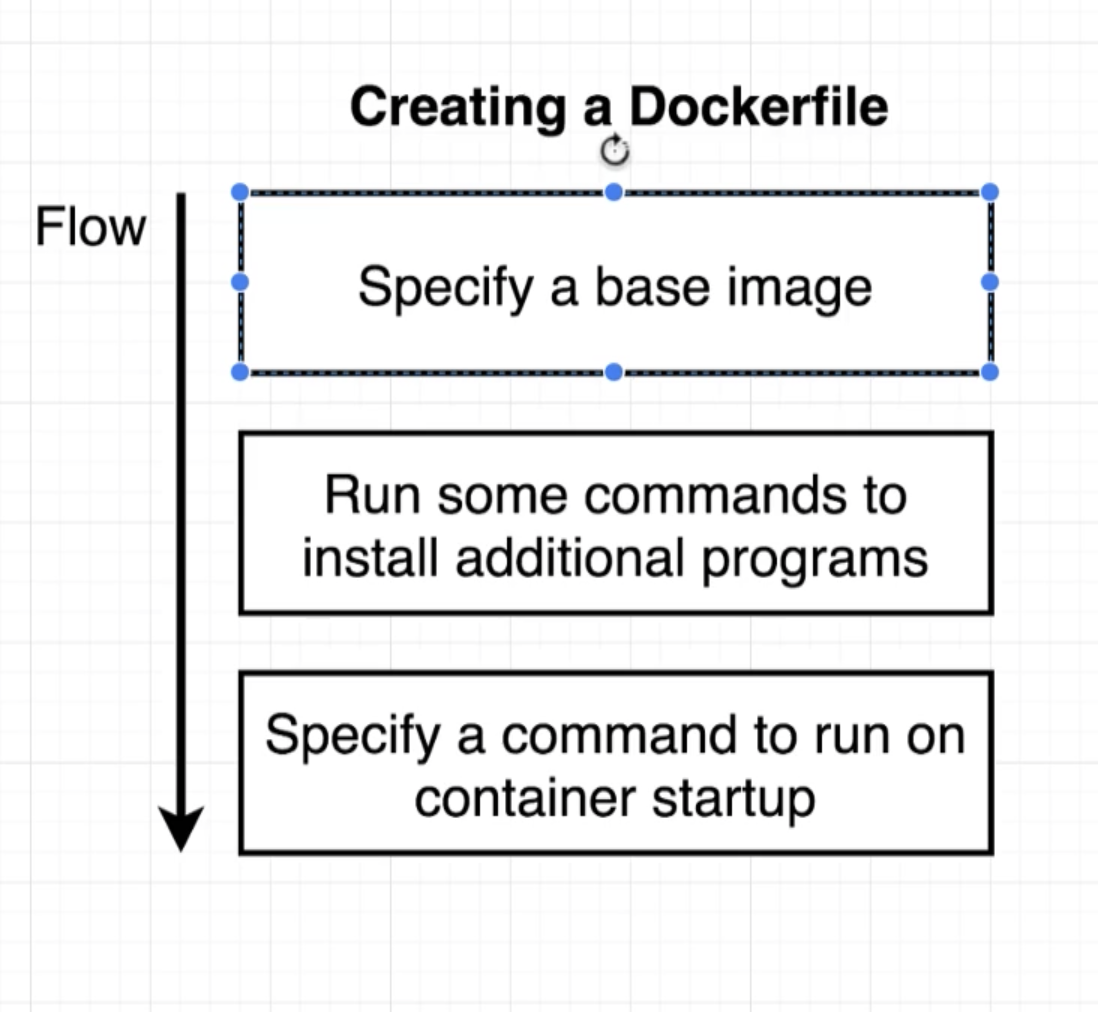 Creating a Dockerfile
Flow
Specify a base image
Run some commands to
install additional programs
Specify a command to run on
container startup